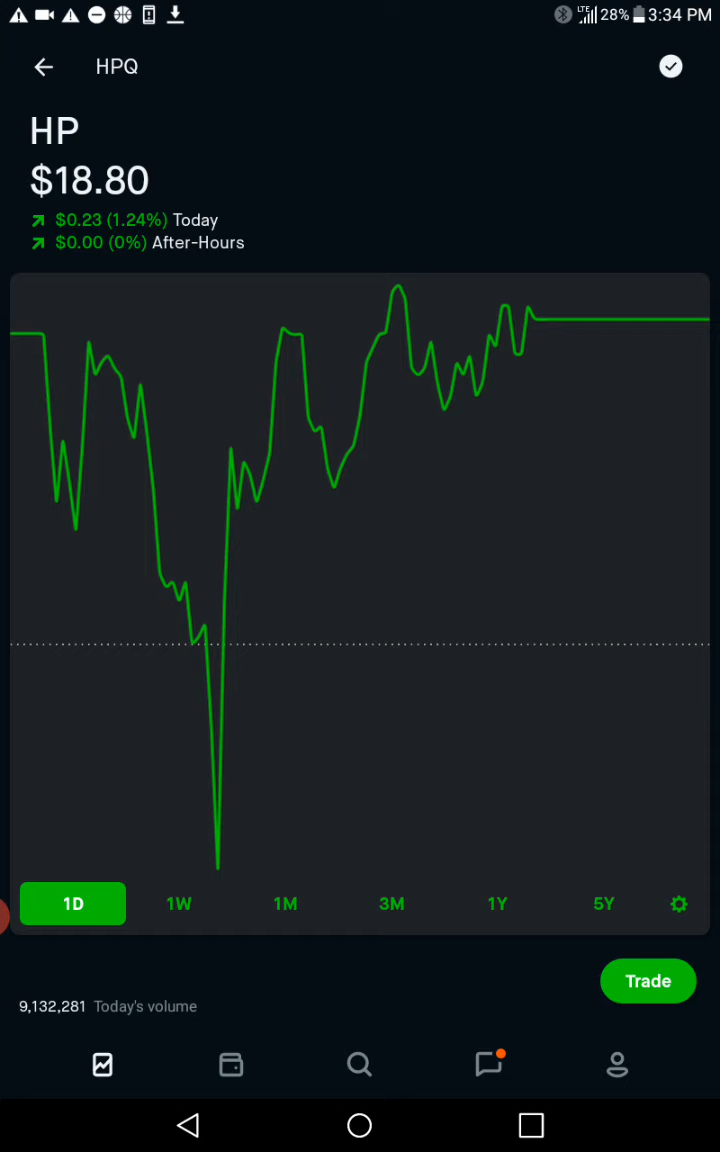 LTE 28% 3:34 PM
HPQ
HP
$18.80
$0.23 (1.24%) Today
$0.00 (0%) After-Hours
1D 1W 1M 3M 1Y 5Y
Trade
9,132,281 Today's volume